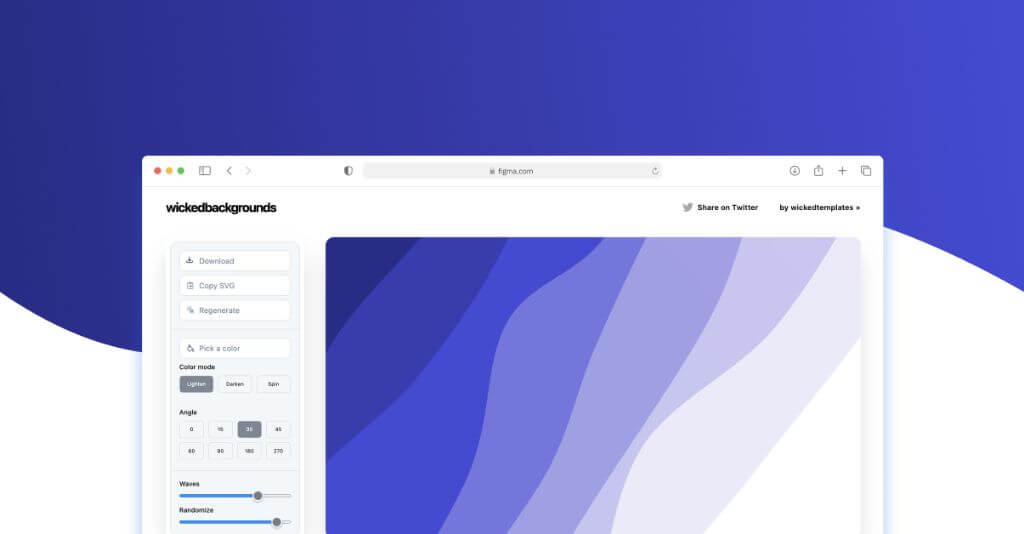 figma.com
wickedbackgrounds
Share on Twitter
by wickedtemplates »
Download
Copy SVG
Regenerate
Pick a color
Color mode
Lighten Darken Spin
Angle
0 15 30 45
60 90 180 270
Waves
Randomize